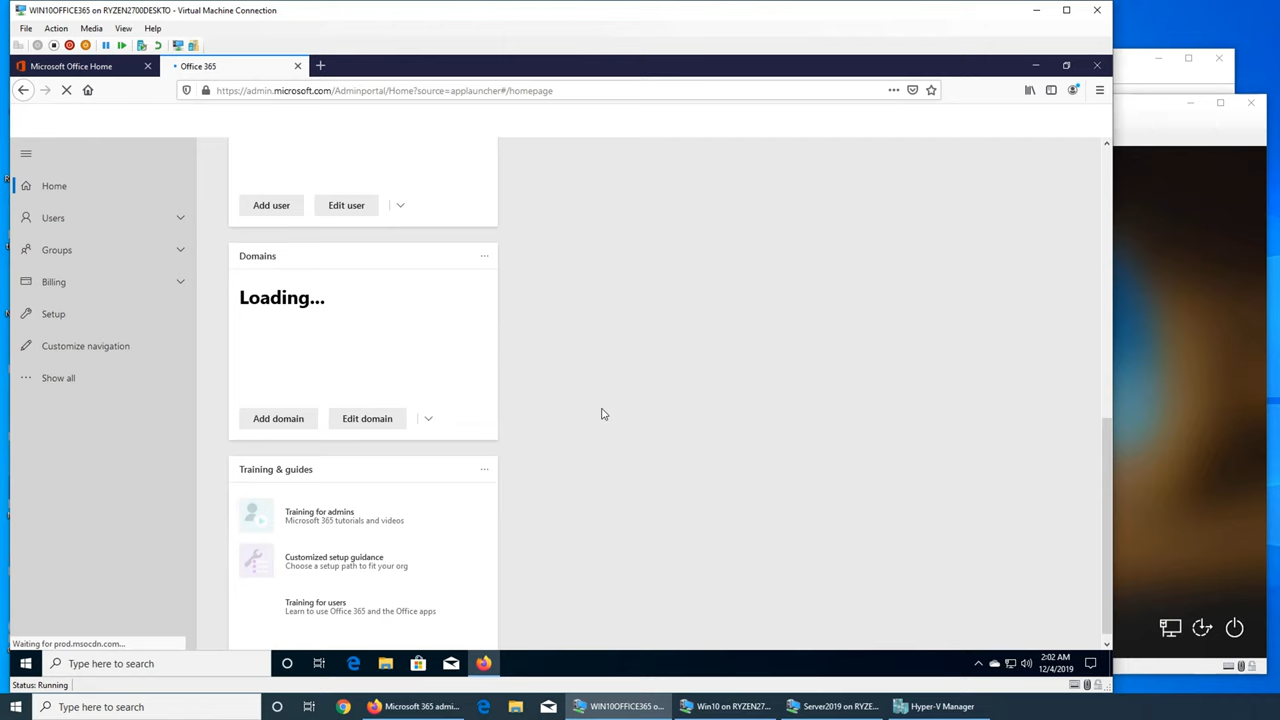 WIN10OFFICE365 on RYZEN2700DESKTO - Virtual Machine Connection
File Action Media View Help
Microsoft Office Home
Office 365
https://admin.microsoft.com/Adminportal/Home?source=applauncher#/homepage
Home
Users
Groups
Billing
Setup
Customize navigation
Show all
Add user
Edit user
Domains
Loading...
Add domain
Edit domain
Training & guides
Training for admins
Microsoft 365 tutorials and videos
Customized setup guidance
Choose a setup path to fit your org
Training for users
Learn to use Office 365 and the Office apps
Waiting for prod.msocdn.com...
Type here to search
2:02 AM
12/4/2019
Status: Running
Type here to search
Microsoft 365 admi...
WIN10OFFICE365 o...
Win10 on RYZEN27...
Server2019 on RYZE...
Hyper-V Manager